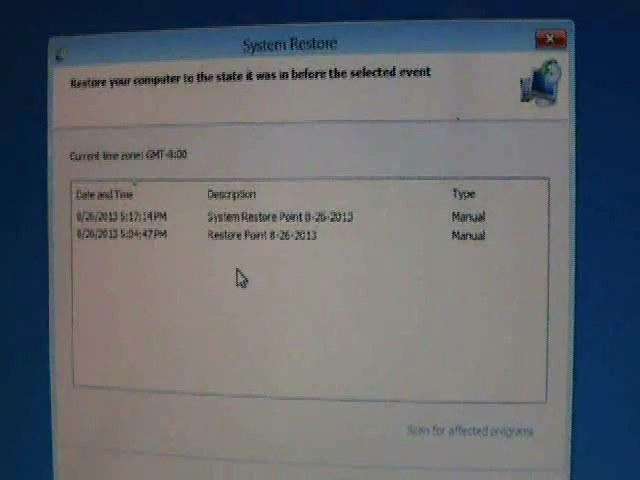 System Restore
Restore your computer to the state it was in before the selected event
Current time zone: GMT-8:00
Date and Time Description Type
8/26/2013 5:17:14 PM System Restore Point 8-26-2013 Manual
8/26/2013 5:04:47 PM Restore Point 8-26-2013 Manual
Scan for affected programs